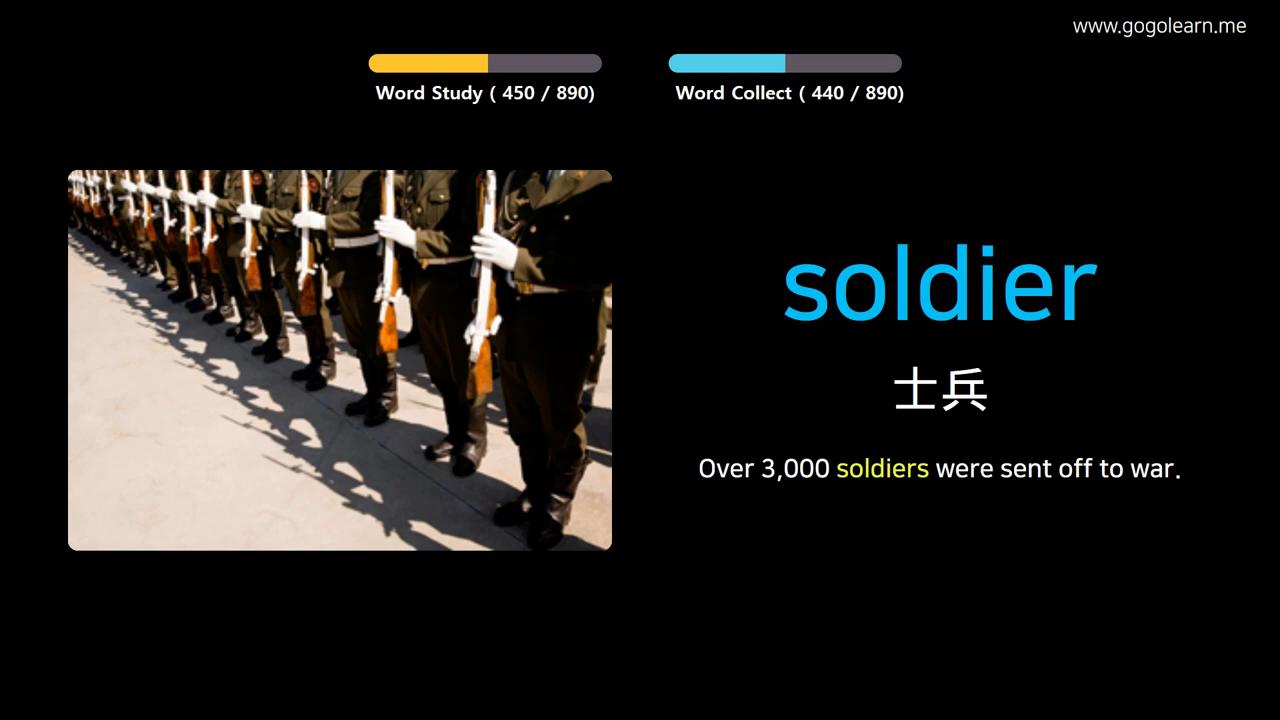 www.gogolearn.me
Word Study ( 450 / 890)
Word Collect ( 440 / 890)
soldier
士兵
Over 3,000 soldiers were sent off to war.